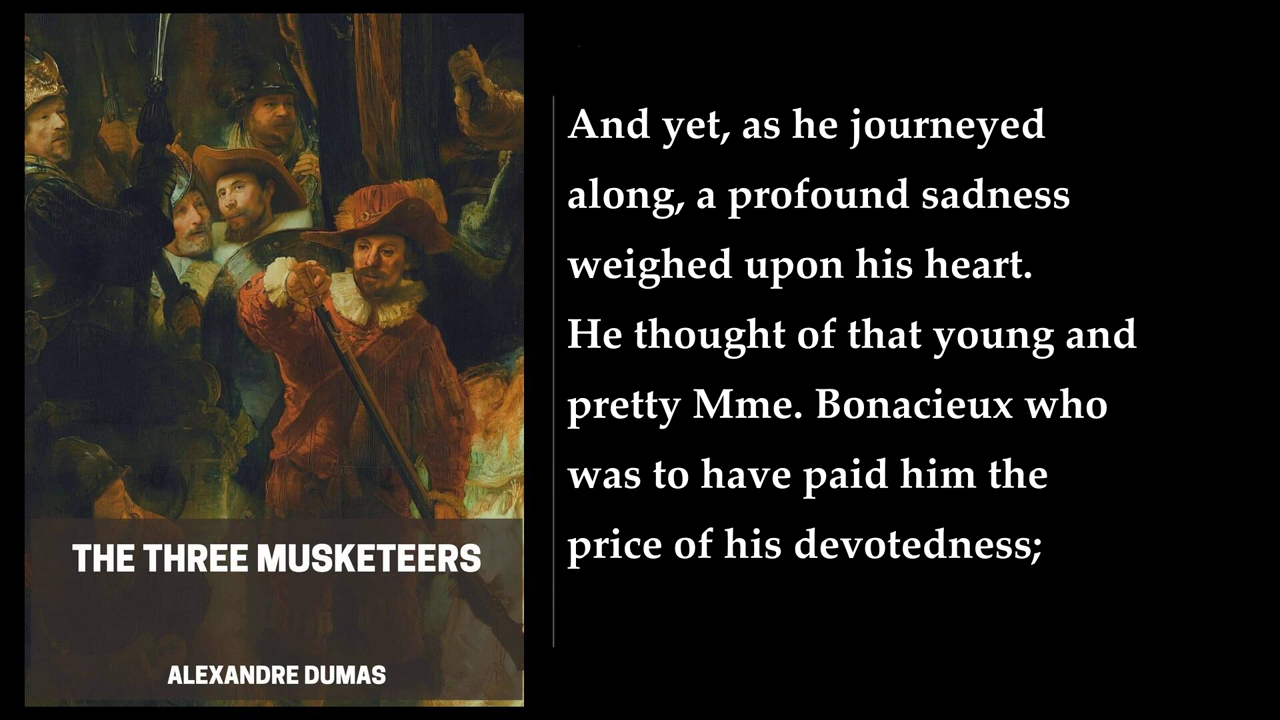 THE THREE MUSKETEERS
ALEXANDRE DUMAS
And yet, as he journeyed
along, a profound sadness
weighed upon his heart.
He thought of that young and
pretty Mme. Bonacieux who
was to have paid him the
price of his devotedness;